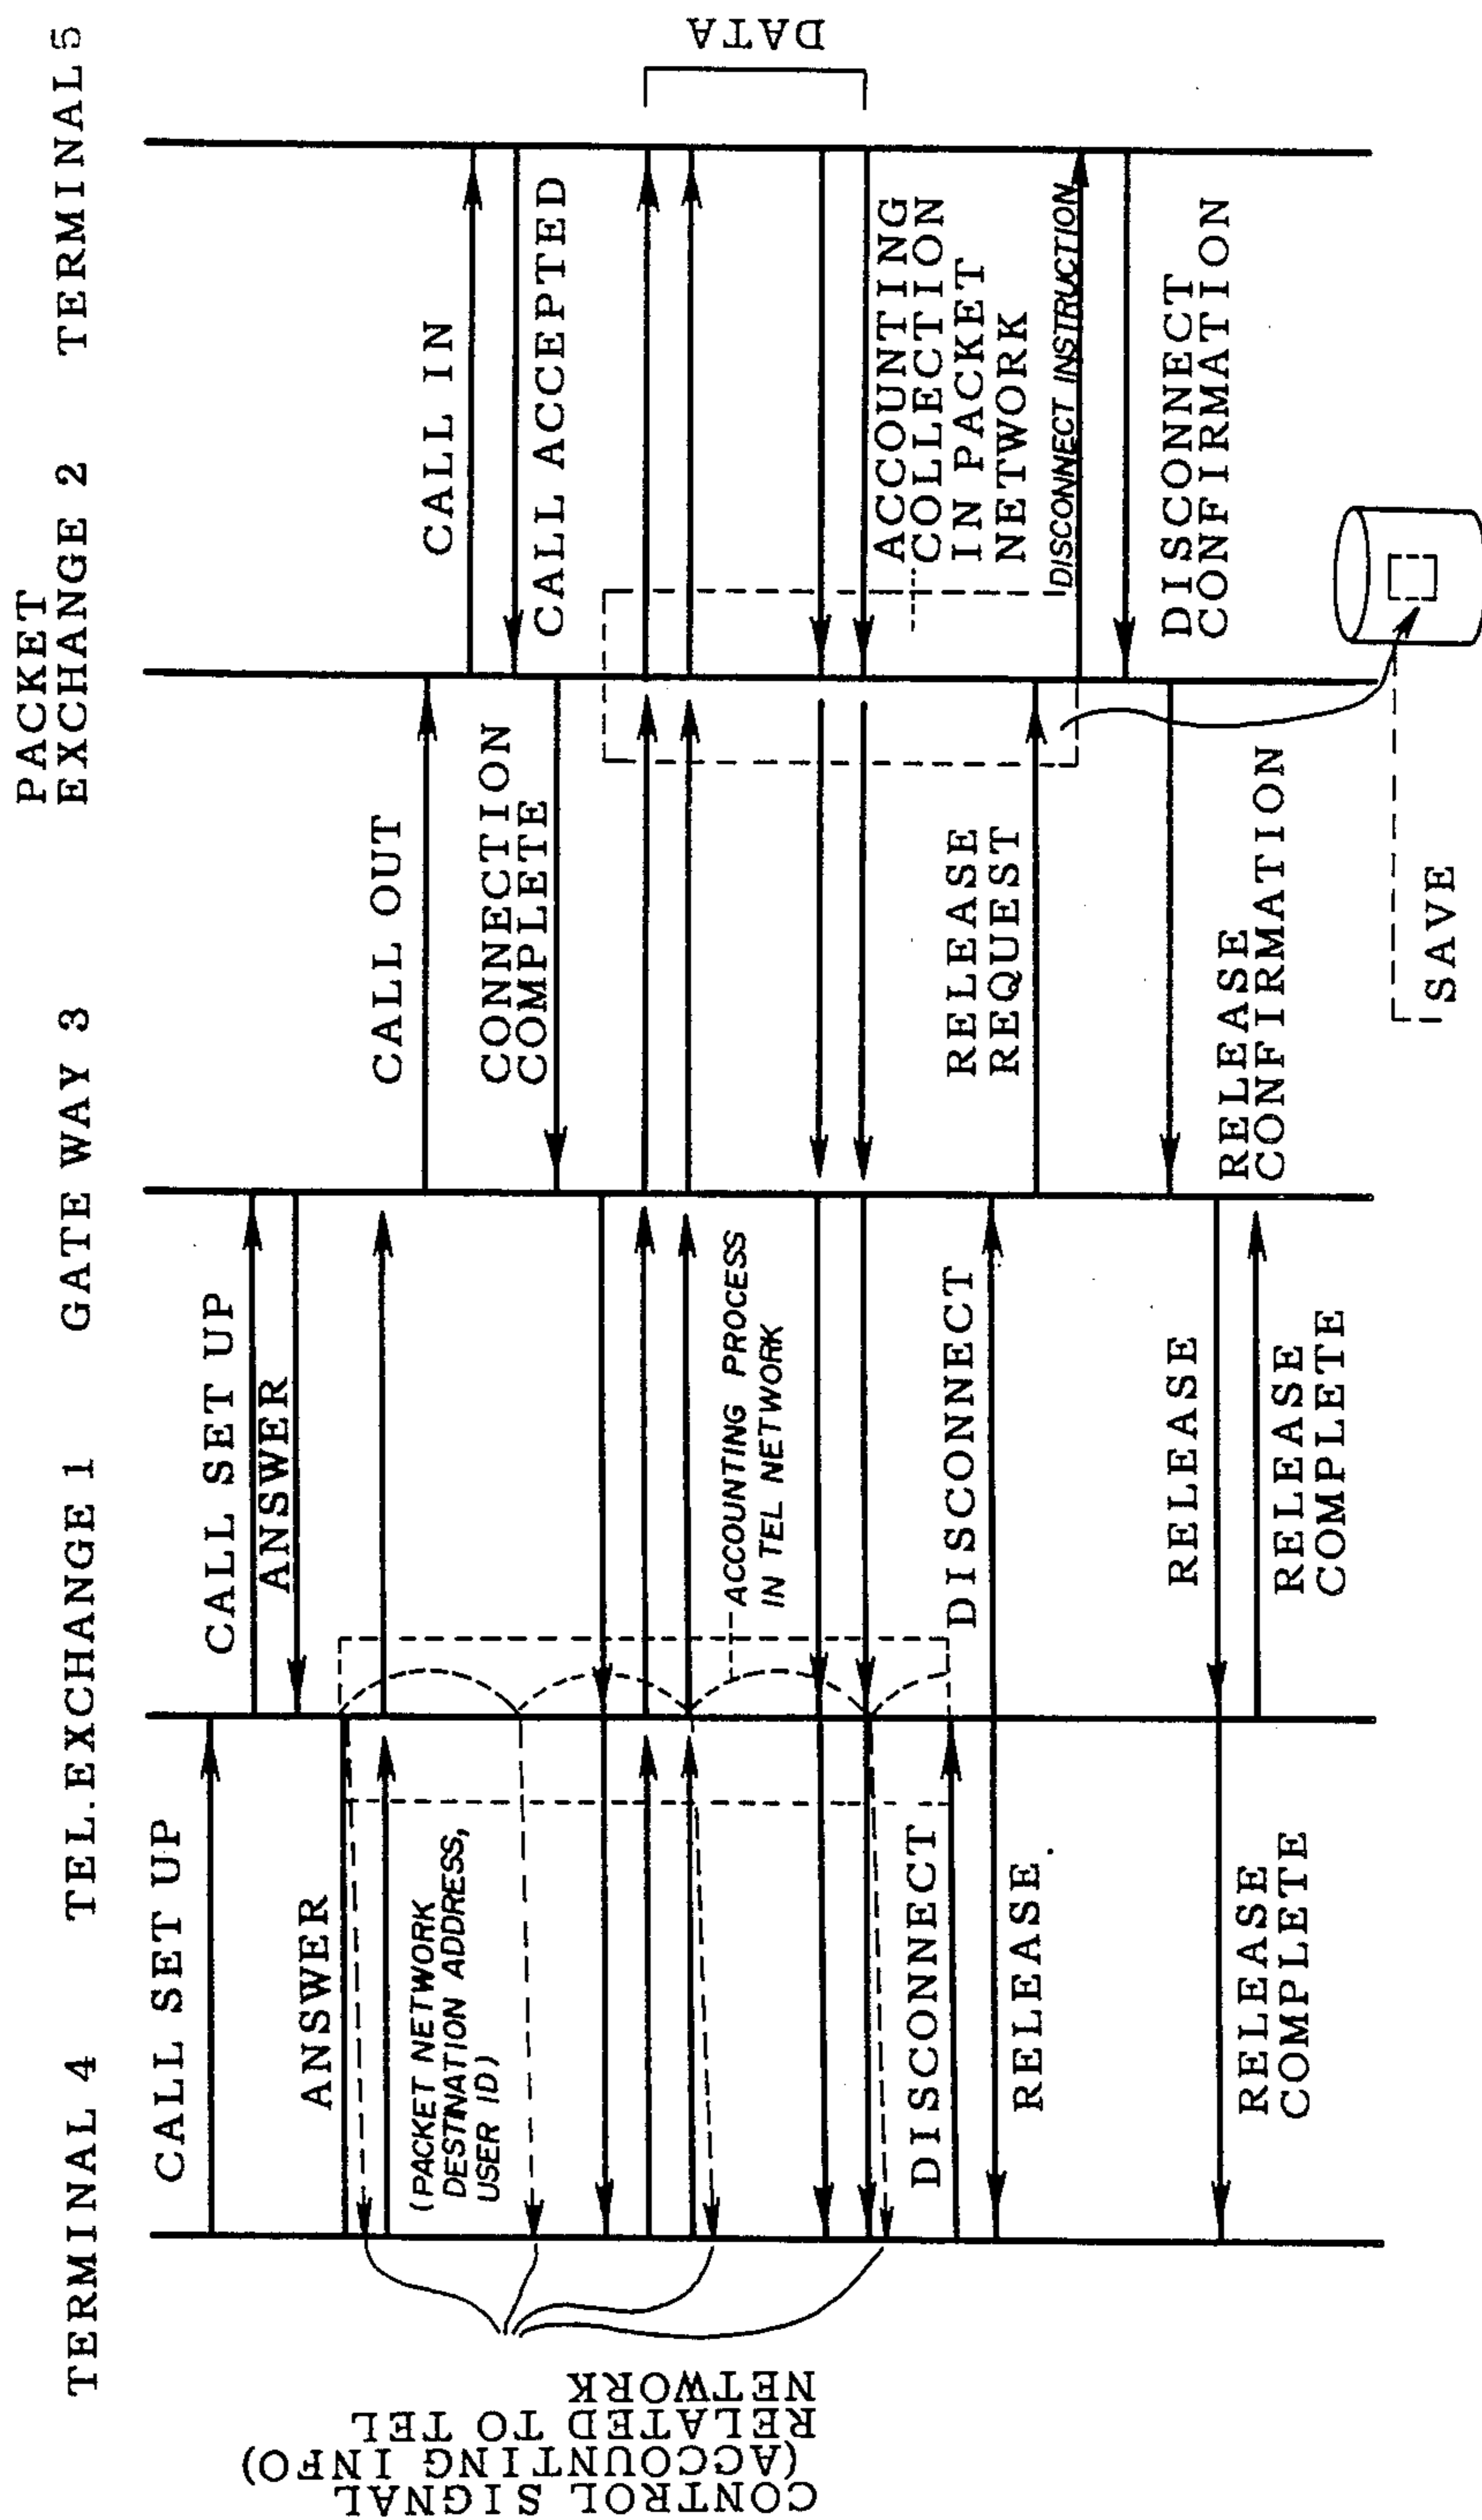 TERMINAL 4
TEL.EXCHANGE 1
GATE WAY 3
PACKET
EXCHANGE 2
TERMINAL 5
CALL SET UP
CALL SET UP
ANSWER
ANSWER
CALL OUT
CALL IN
CALL ACCEPTED
CONNECTION
COMPLETE
(PACKET NETWORK
DESTINATION ADDRESS,
USER ID)
DATA
CONTROL SIGNAL
(ACCOUNTING INFO)
RELATED TO TEL
NETWORK
ACCOUNTING PROCESS
IN TEL NETWORK
ACCOUNTING
COLLECTION
IN PACKET
NETWORK
DISCONNECT
DISCONNECT
RELEASE
REQUEST
DISCONNECT INSTRUCTION
RELEASE
DISCONNECT
CONFIRMATION
RELEASE
RELEASE
CONFIRMATION
RELEASE
COMPLETE
RELEASE
COMPLETE
SAVE